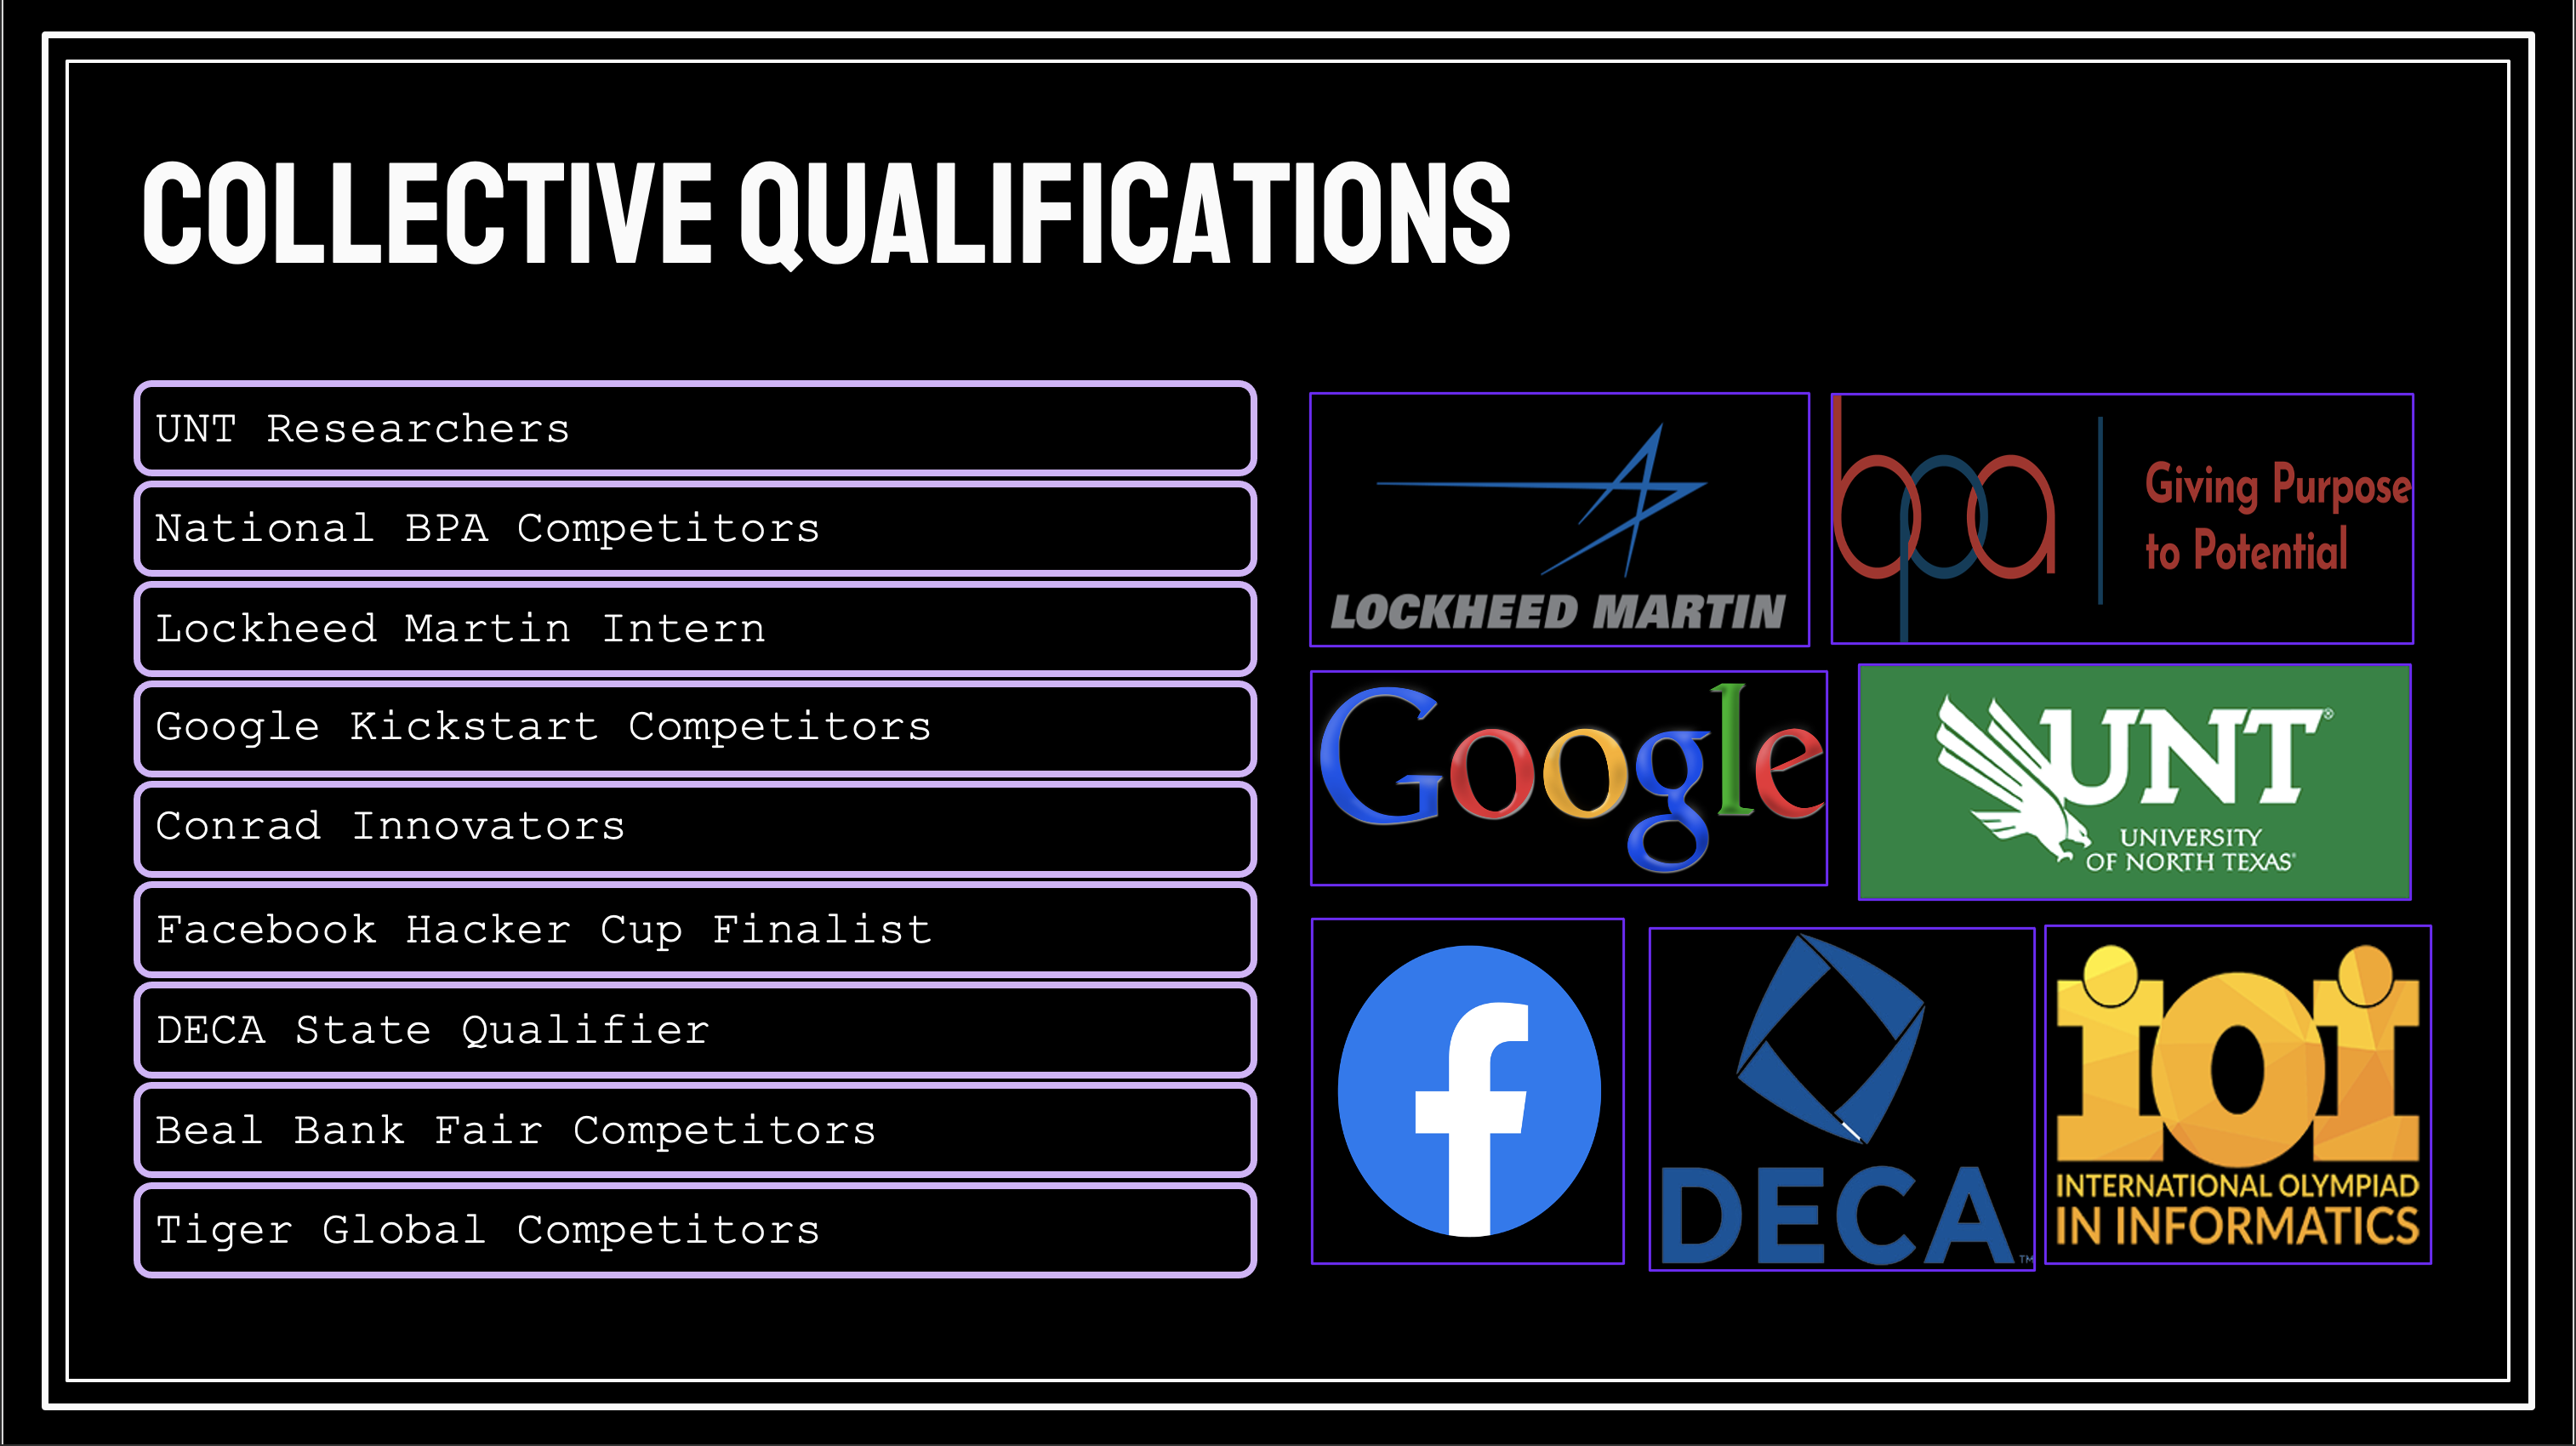 COLLECTIVE QUALIFICATIONS
UNT Researchers
National BPA Competitors
Lockheed Martin Intern
Google Kickstart Competitors
Conrad Innovators
Facebook Hacker Cup Finalist
DECA State Qualifier
Beal Bank Fair Competitors
Tiger Global Competitors
LOCKHEED MARTIN
bpa
Giving Purpose
to Potential
Google
UNT®
UNIVERSITY
OF NORTH TEXAS®
f
DECA™
ioi
INTERNATIONAL OLYMPIAD
IN INFORMATICS